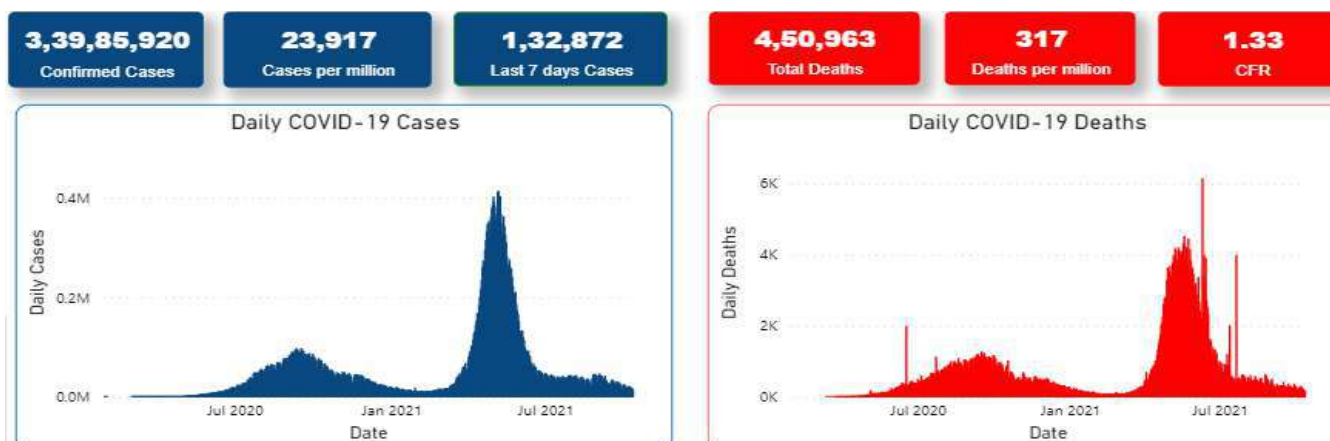 3,39,85,920
Confirmed Cases
23,917
Cases per million
1,32,872
Last 7 days Cases
4,50,963
Total Deaths
317
Deaths per million
1.33
CFR
Daily COVID-19 Cases
0.4M
0.2M
0.0M
Daily Cases
Jul 2020
Jan 2021
Jul 2021
Date
Daily COVID-19 Deaths
6K
4K
2K
0K
Daily Deaths
Jul 2020
Jan 2021
Jul 2021
Date